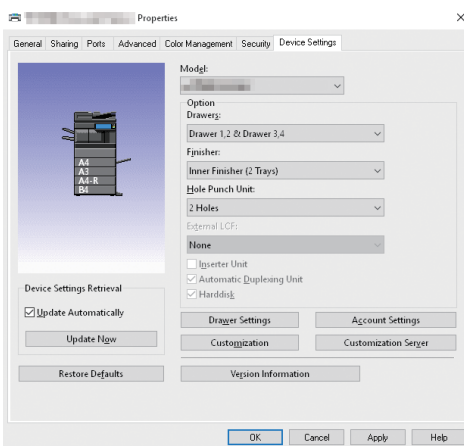 Properties
General Sharing Ports Advanced Color Management Security Device Settings
Model:
Option
Drawers:
Drawer 1,2 & Drawer 3,4
Finisher:
Inner Finisher (2 Trays)
Hole Punch Unit:
2 Holes
External LCF:
None
Inserter Unit
Automatic Duplexing Unit
Harddisk
A4
A3
A4-R
B4
Device Settings Retrieval
Update Automatically
Update Now
Drawer Settings Account Settings
Customization Customization Server
Restore Defaults Version Information
OK Cancel Apply Help